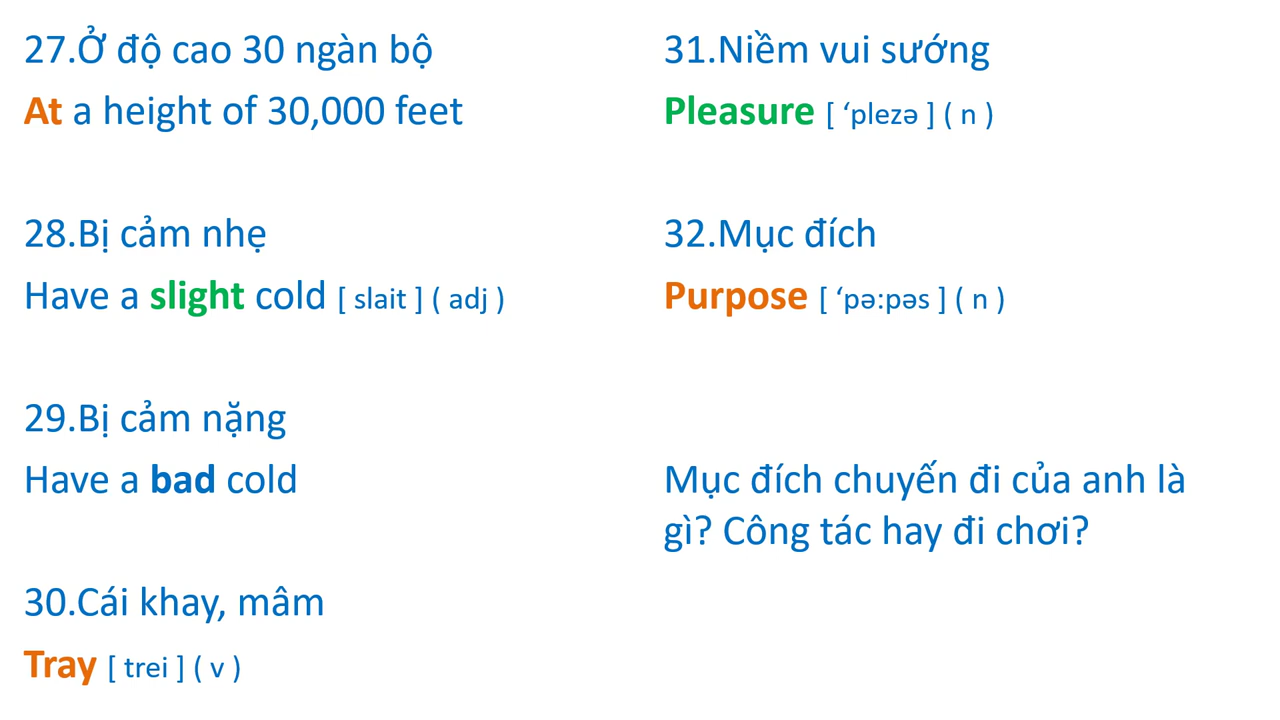 27.Ở độ cao 30 ngàn bộ
At a height of 30,000 feet
28.Bị cảm nhẹ
Have a slight cold [ slait ] ( adj )
29.Bị cảm nặng
Have a bad cold
30.Cái khay, mâm
Tray [ trei ] ( v )
31.Niềm vui sướng
Pleasure [ ‘plezə ] ( n )
32.Mục đích
Purpose [ ‘pə:pəs ] ( n )
Mục đích chuyến đi của anh là
gì? Công tác hay đi chơi?